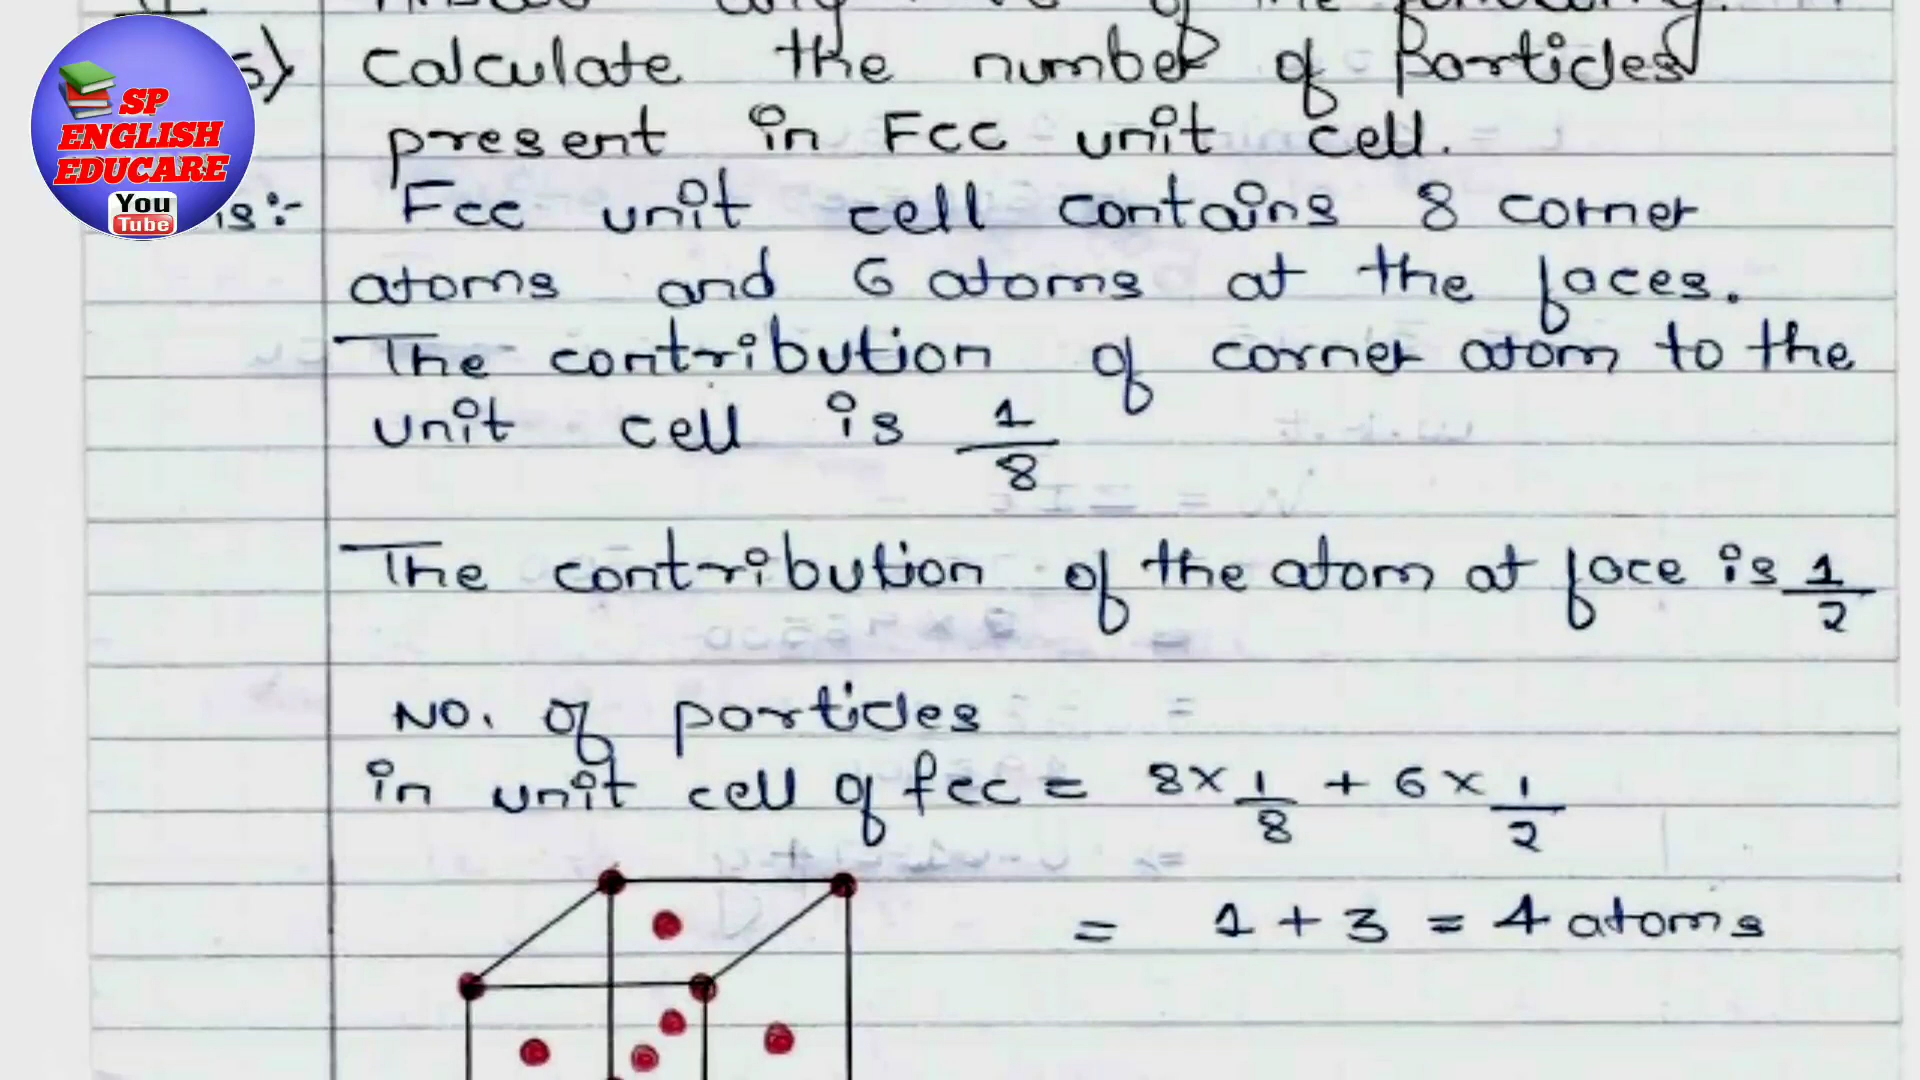 SP
ENGLISH
EDUCARE
You
Tube
5) Calculate the number of particles
present in Fcc unit cell.
is:- Fcc unit cell contains 8 corner
atoms and 6 atoms at the faces.
The contribution of corner atom to the
unit cell is 1/8
The contribution of the atom at face is 1/2
NO. of particles
in unit cell of fcc = 8 × 1/8 + 6 × 1/2
= 1 + 3 = 4 atoms